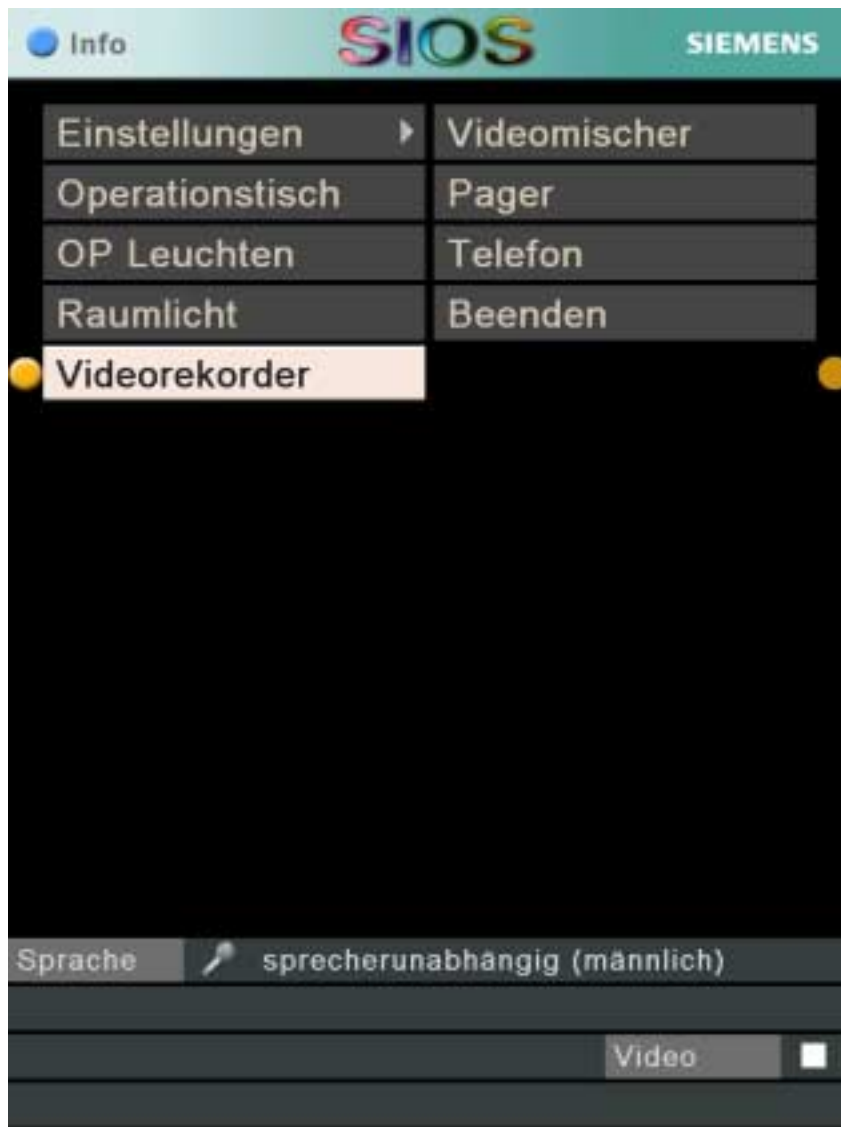 Info SIOS SIEMENS
Einstellungen Videomischer
Operationstisch Pager
OP Leuchten Telefon
Raumlicht Beenden
Videorekorder
Sprache sprecherunabhängig (männlich)
Video